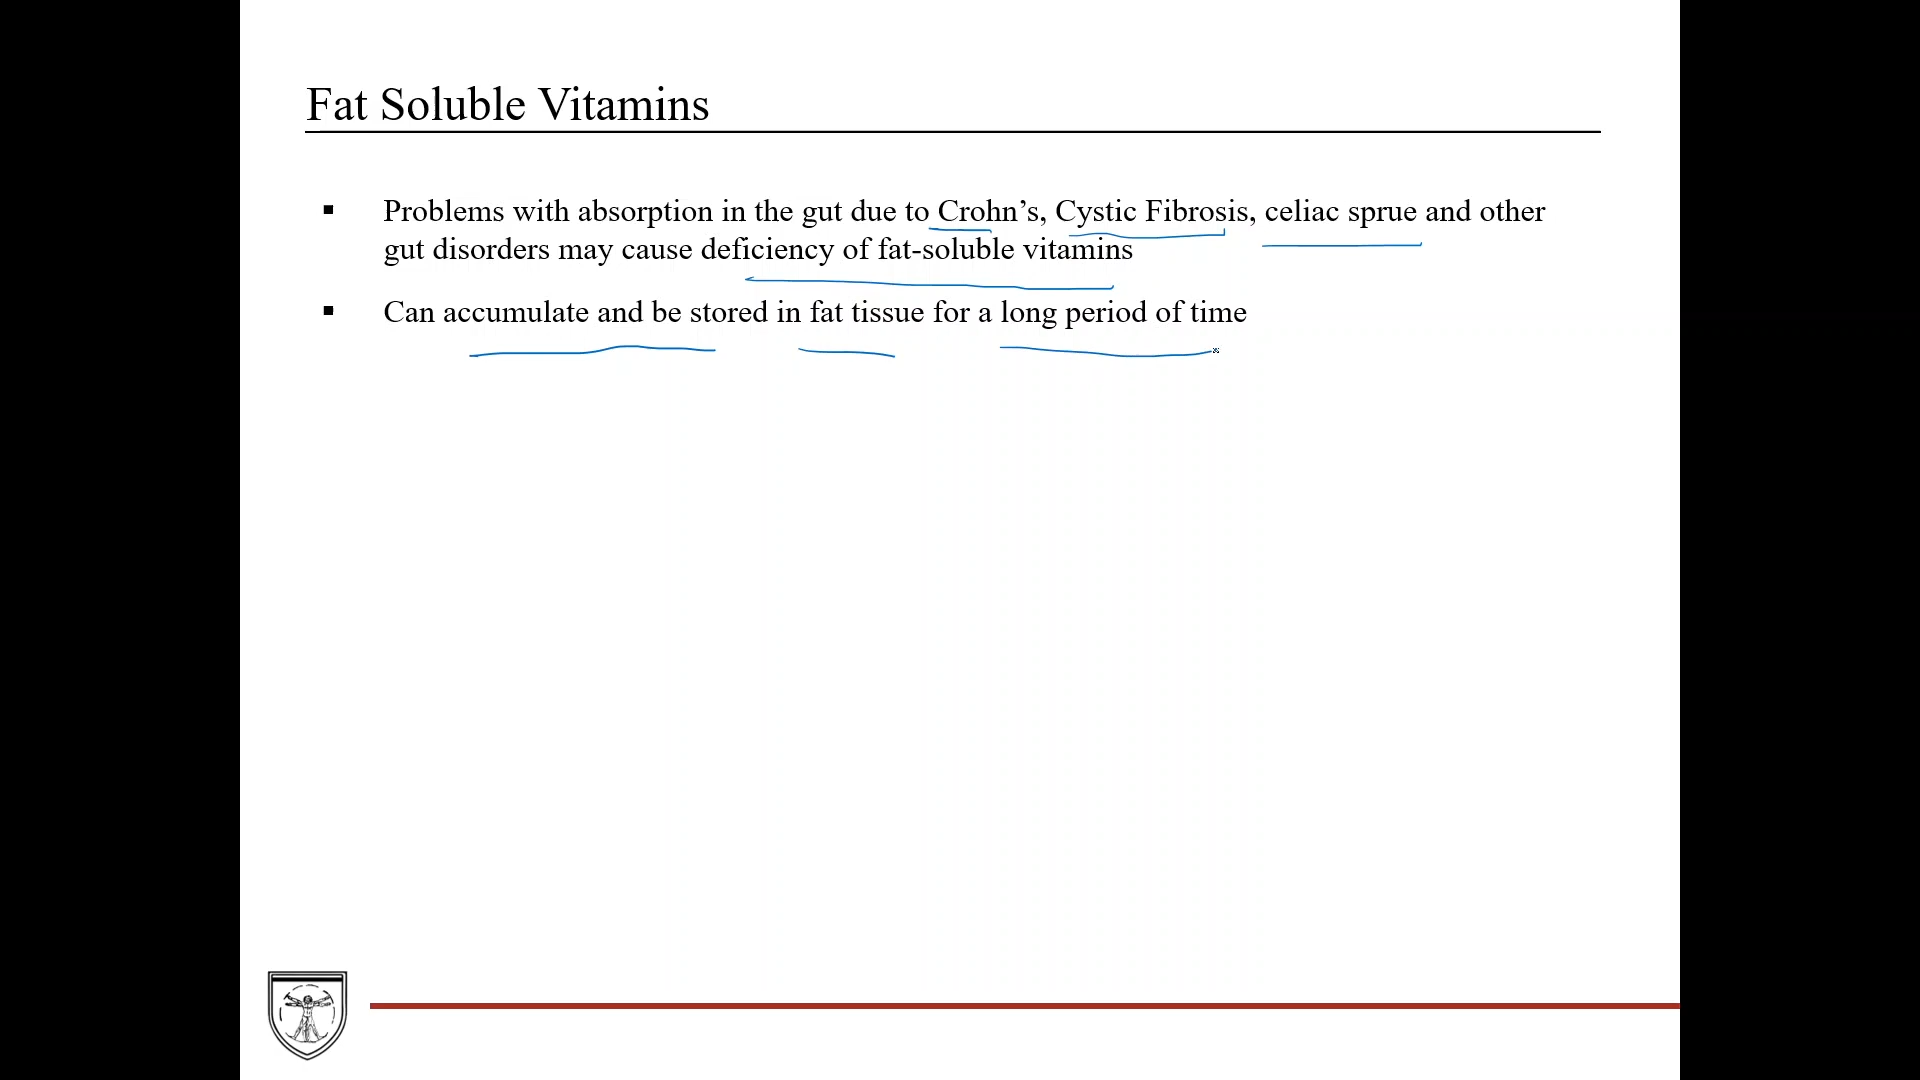 Fat Soluble Vitamins
▪ Problems with absorption in the gut due to Crohn’s, Cystic Fibrosis, celiac sprue and other
gut disorders may cause deficiency of fat-soluble vitamins
▪ Can accumulate and be stored in fat tissue for a long period of time